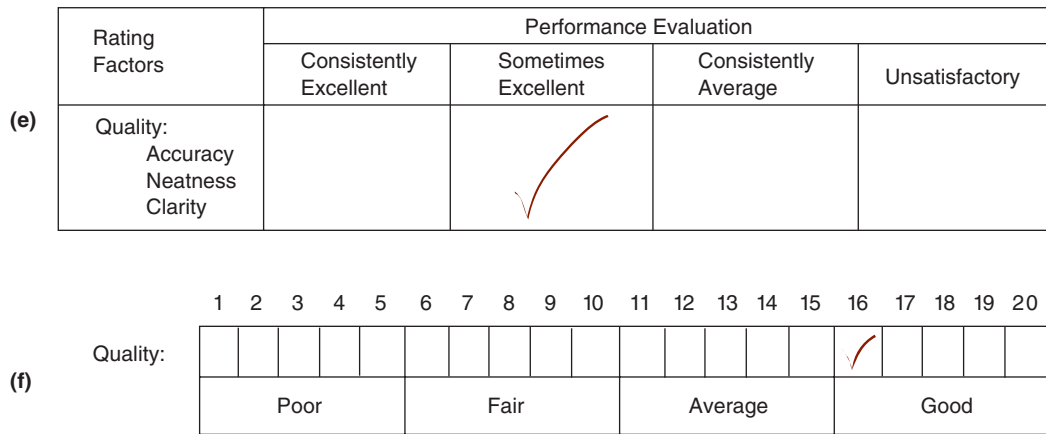 Rating
Factors
Performance Evaluation
Consistently
Excellent
Sometimes
Excellent
Consistently
Average
Unsatisfactory
(e)
Quality:
Accuracy
Neatness
Clarity
1 2 3 4 5 6 7 8 9 10 11 12 13 14 15 16 17 18 19 20
Quality:
(f)
Poor Fair Average Good